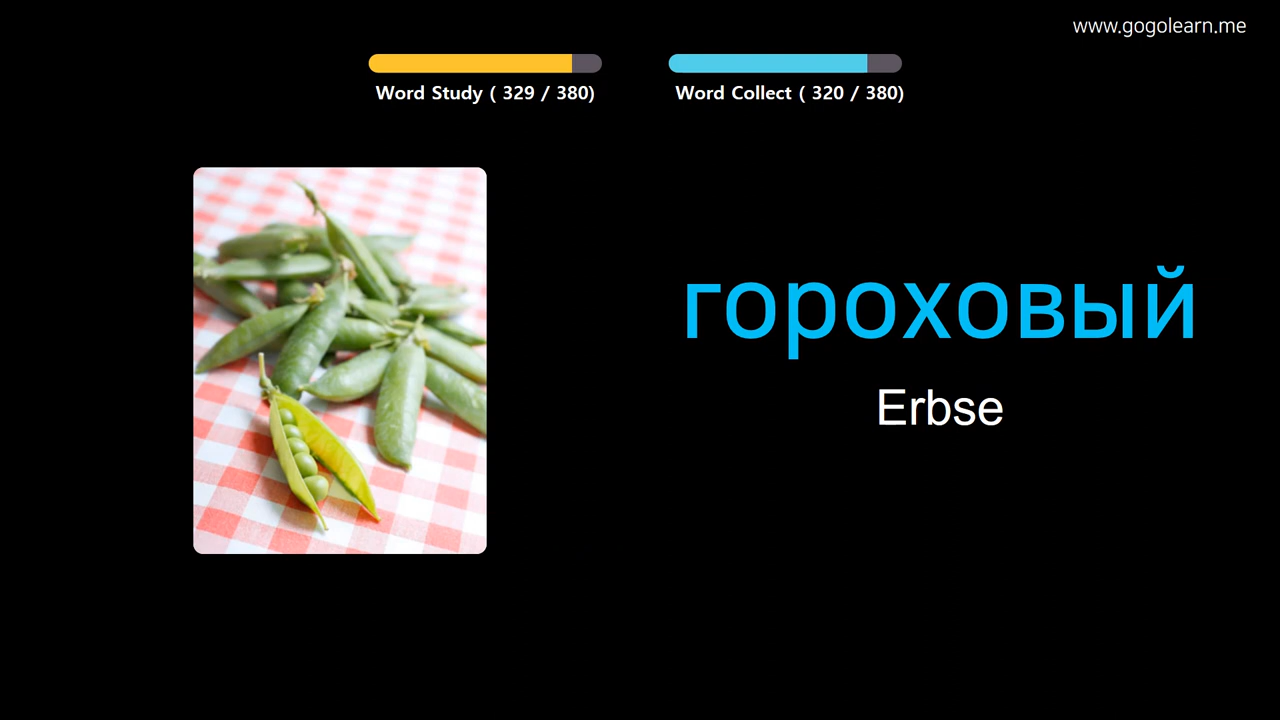 www.gogolearn.me
Word Study ( 329 / 380)
Word Collect ( 320 / 380)
гороховый
Erbse